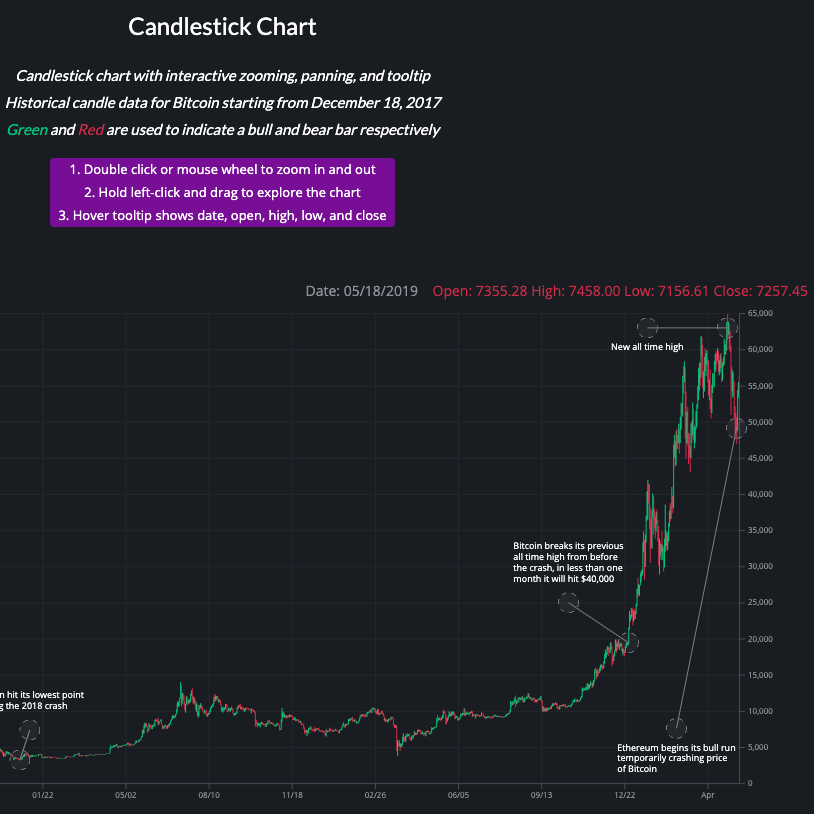 Candlestick Chart
Candlestick chart with interactive zooming, panning, and tooltip
Historical candle data for Bitcoin starting from December 18, 2017
Green and Red are used to indicate a bull and bear bar respectively
1. Double click or mouse wheel to zoom in and out
2. Hold left-click and drag to explore the chart
3. Hover tooltip shows date, open, high, low, and close
Date: 05/18/2019 Open: 7355.28 High: 7458.00 Low: 7156.61 Close: 7257.45
65,000
New all time high
60,000
55,000
50,000
45,000
40,000
35,000
Bitcoin breaks its previous
all time high from before
the crash, in less than one
month it will hit $40,000
30,000
25,000
20,000
15,000
n hit its lowest point
g the 2018 crash
10,000
Ethereum begins its bull run
temporarily crashing price
of Bitcoin
5,000
0
01/22 05/02 08/10 11/18 02/26 06/05 09/13 12/22 Apr